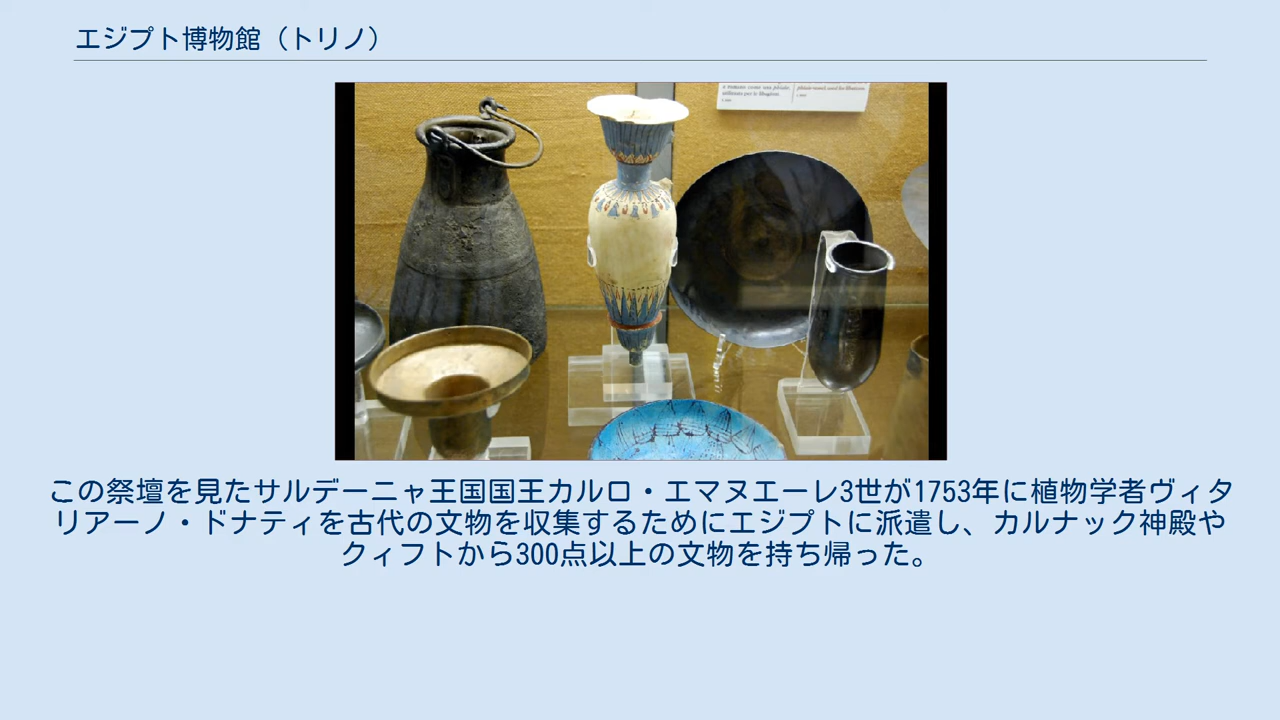 エジプト博物館（トリノ）
この祭壇を見たサルデーニャ王国国王カルロ・エマヌエーレ3世が1753年に植物学者ヴィタ
リアーノ・ドナティを古代の文物を収集するためにエジプトに派遣し、カルナック神殿や
クィフトから300点以上の文物を持ち帰った。